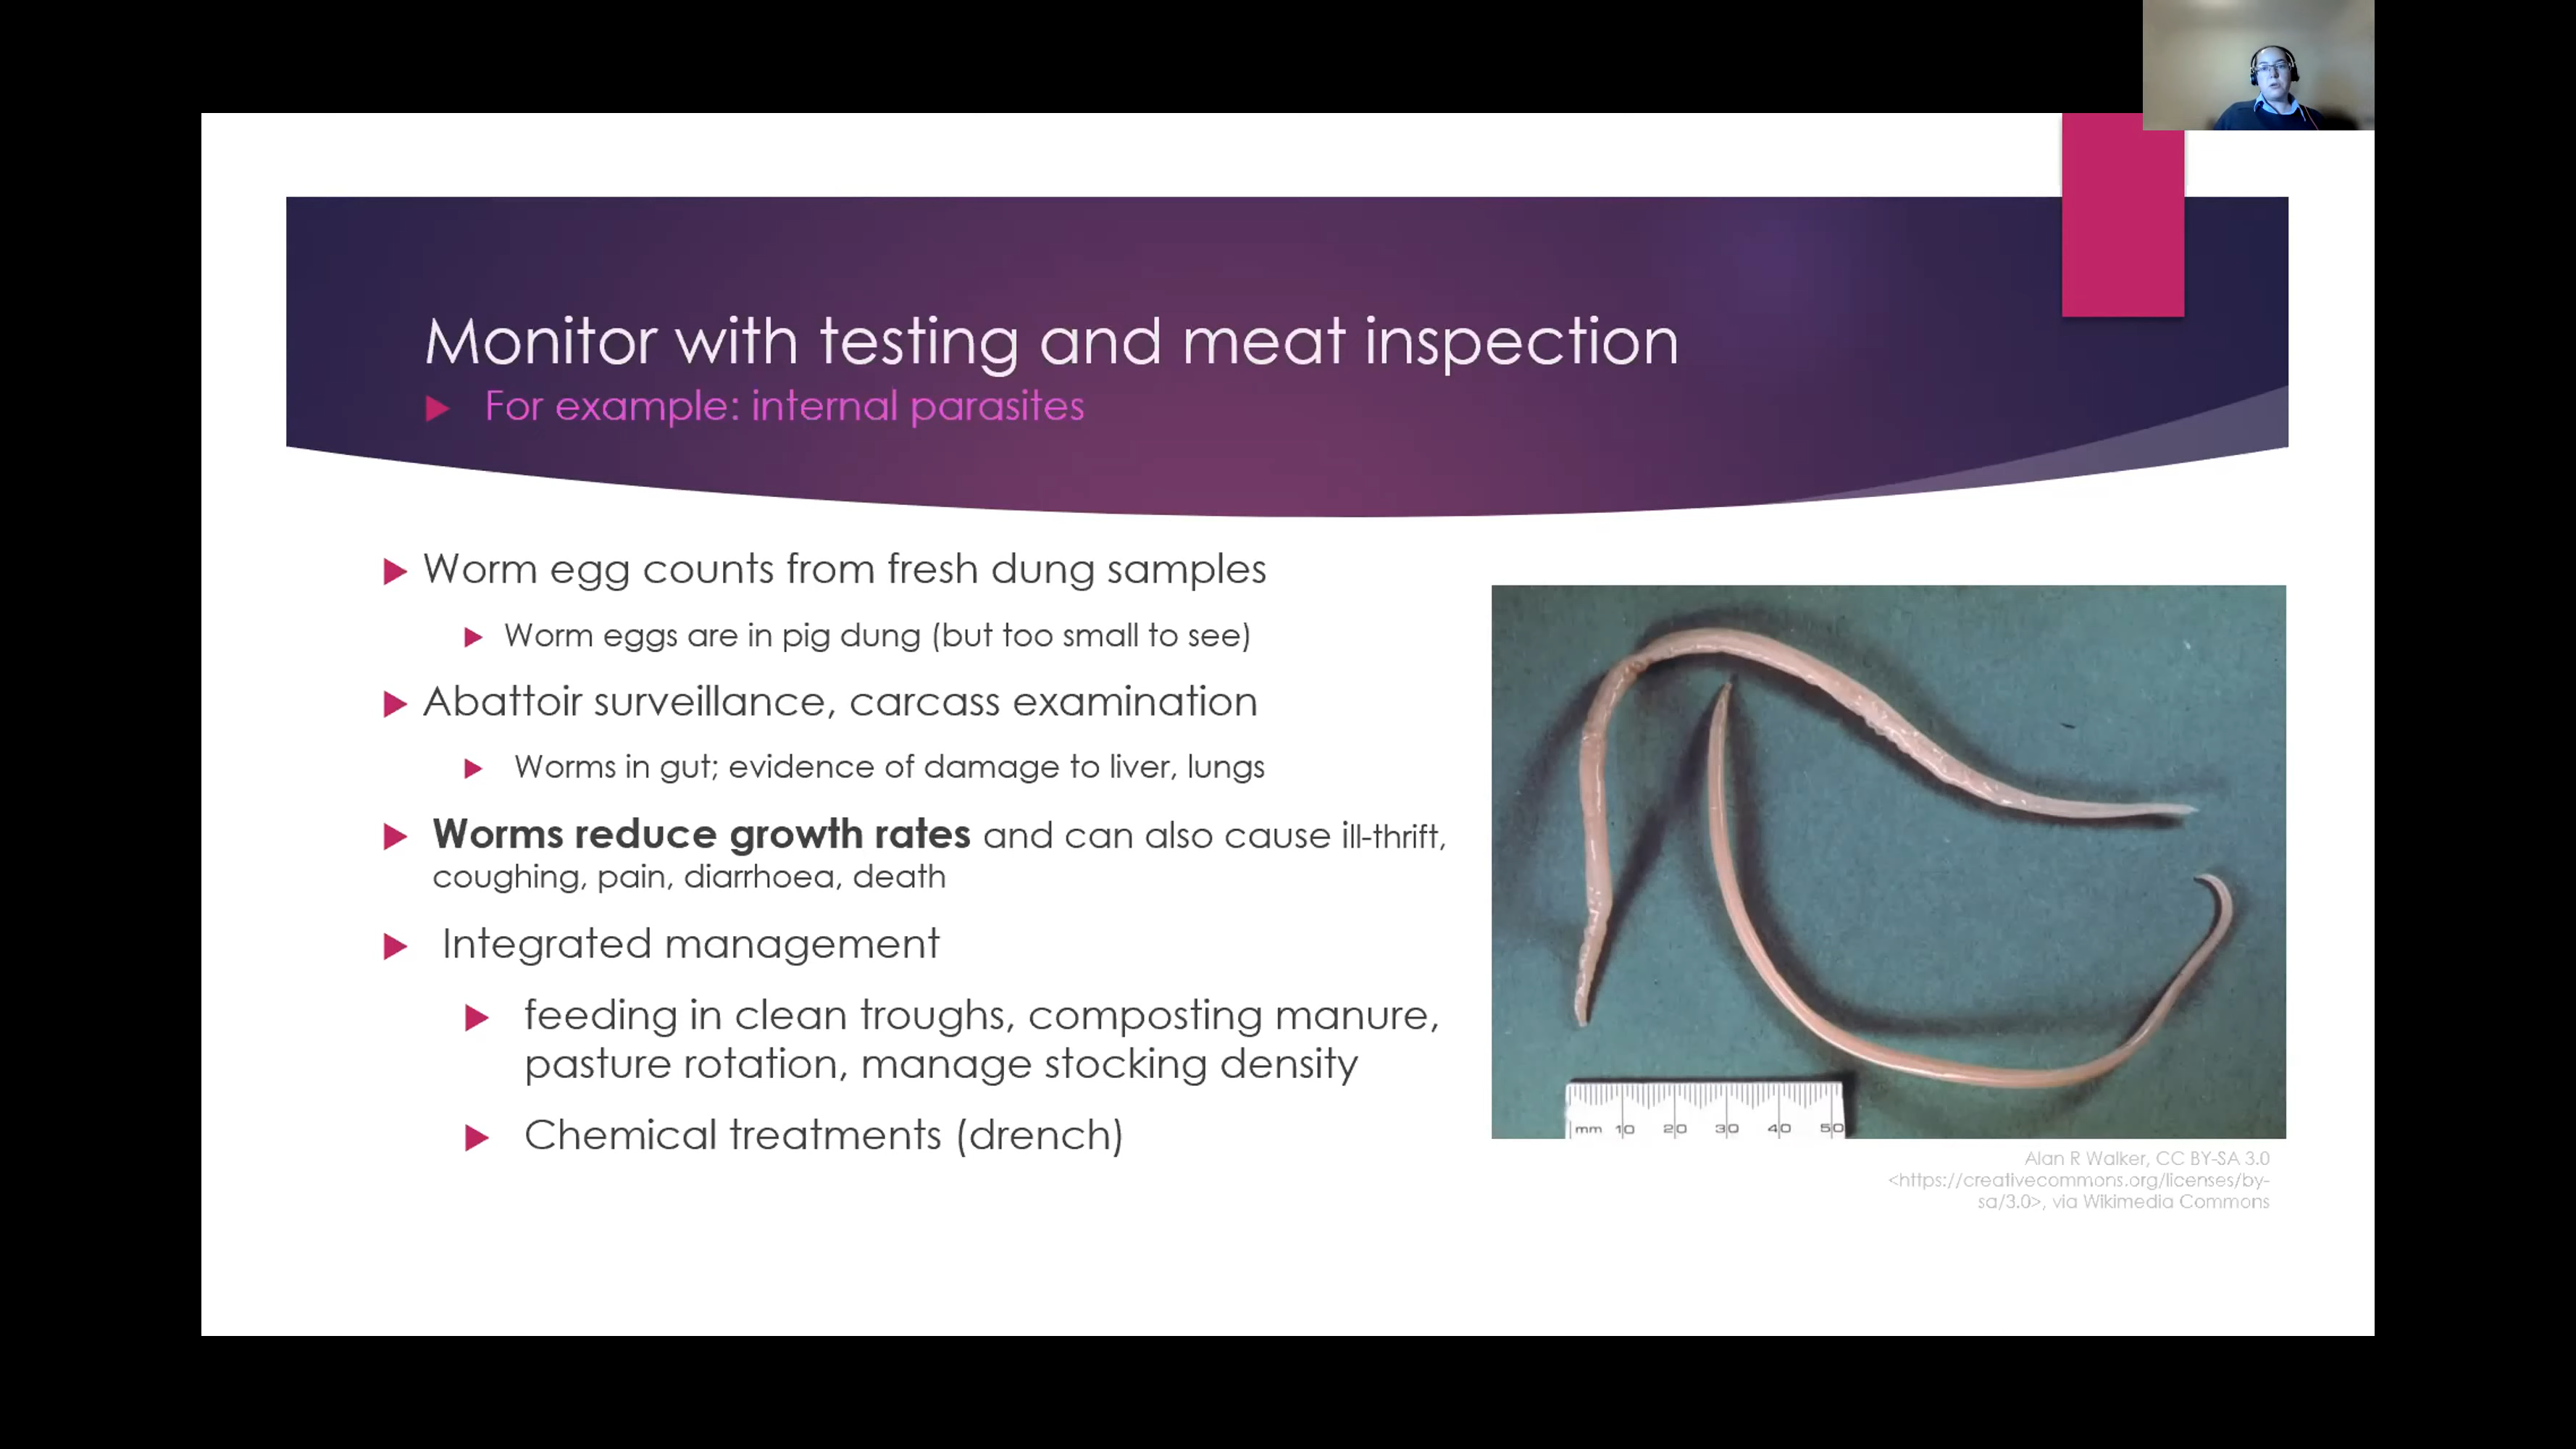 Monitor with testing and meat inspection
For example: internal parasites
Worm egg counts from fresh dung samples
Worm eggs are in pig dung (but too small to see)
Abattoir surveillance, carcass examination
Worms in gut; evidence of damage to liver, lungs
Worms reduce growth rates and can also cause ill-thrift,
coughing, pain, diarrhoea, death
Integrated management
feeding in clean troughs, composting manure,
pasture rotation, manage stocking density
Chemical treatments (drench)
mm 10 20 30 40 50
Alan R Walker, CC BY-SA 3.0
<https://creativecommons.org/licenses/by-
sa/3.0>, via Wikimedia Commons